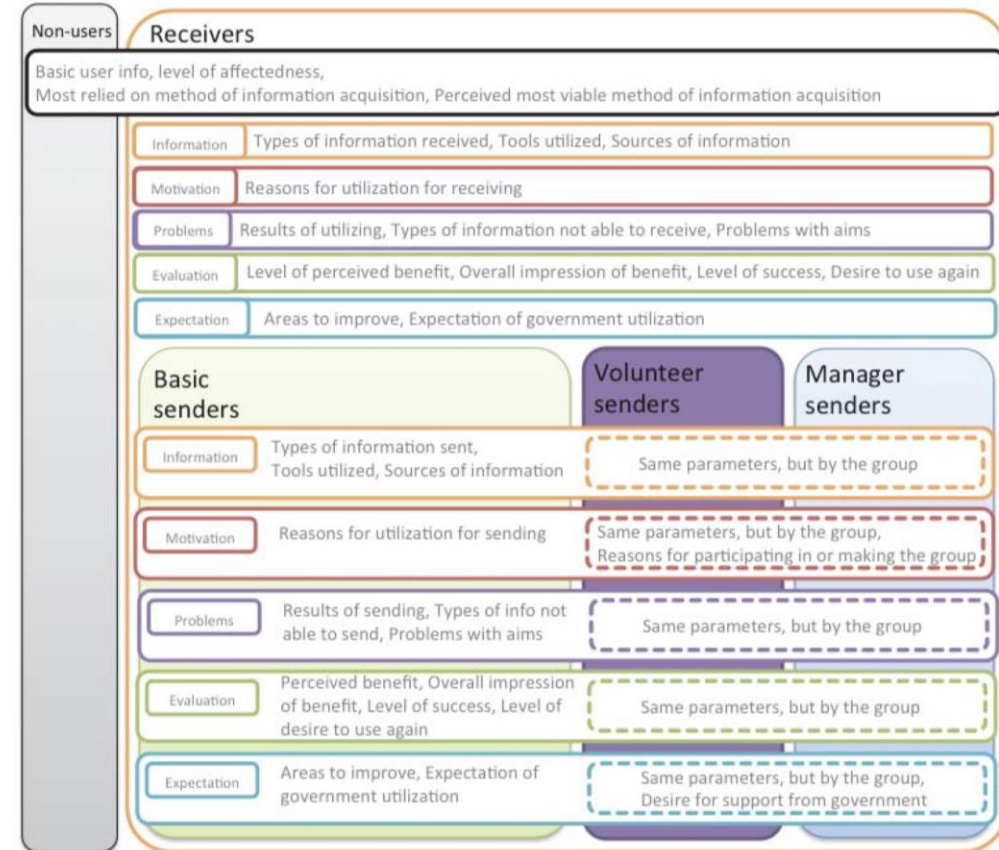 Non-users
Receivers
Basic user info, level of affectedness,
Most relied on method of information acquisition, Perceived most viable method of information acquisition
Information
Types of information received, Tools utilized, Sources of information
Motivation
Reasons for utilization for receiving
Problems
Results of utilizing, Types of information not able to receive, Problems with aims
Evaluation
Level of perceived benefit, Overall impression of benefit, Level of success, Desire to use again
Expectation
Areas to improve, Expectation of government utilization
Basic
senders
Volunteer
senders
Manager
senders
Information
Types of information sent,
Tools utilized, Sources of information
Same parameters, but by the group
Motivation
Reasons for utilization for sending
Same parameters, but by the group,
Reasons for participating in or making the group
Problems
Results of sending, Types of info not
able to send, Problems with aims
Same parameters, but by the group
Evaluation
Perceived benefit, Overall impression
of benefit, Level of success, Level of
desire to use again
Same parameters, but by the group
Expectation
Areas to improve, Expectation of
government utilization
Same parameters, but by the group,
Desire for support from government